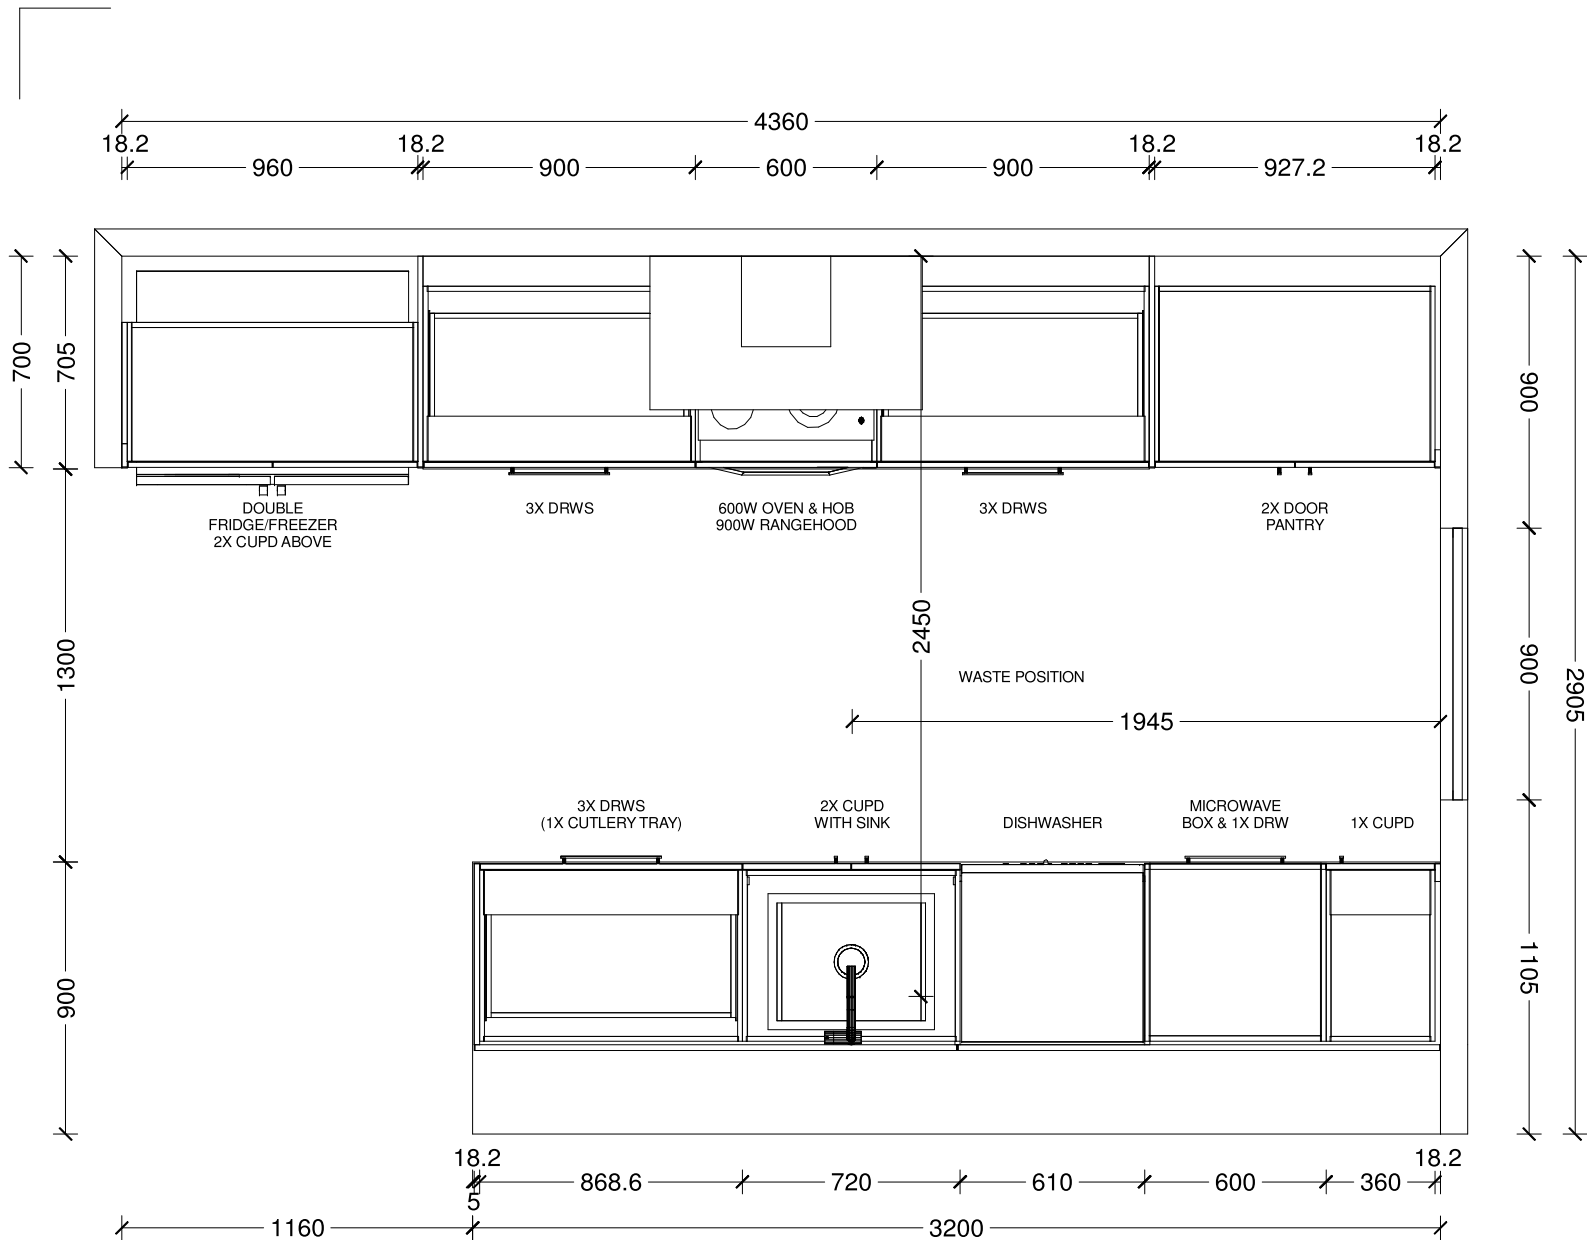 4360
18.2 18.2 18.2 18.2
960 900 600 900 927.2
700 705 900
DOUBLE
FRIDGE/FREEZER
2X CUPD ABOVE
3X DRWS
600W OVEN & HOB
900W RANGEHOOD
3X DRWS
2X DOOR
PANTRY
1300
2450
900
2905
WASTE POSITION
1945
3X DRWS
(1X CUTLERY TRAY)
2X CUPD
WITH SINK
DISHWASHER
MICROWAVE
BOX & 1X DRW
1X CUPD
900
1105
18.2 18.2
868.6 720 610 600 360
5
1160 3200